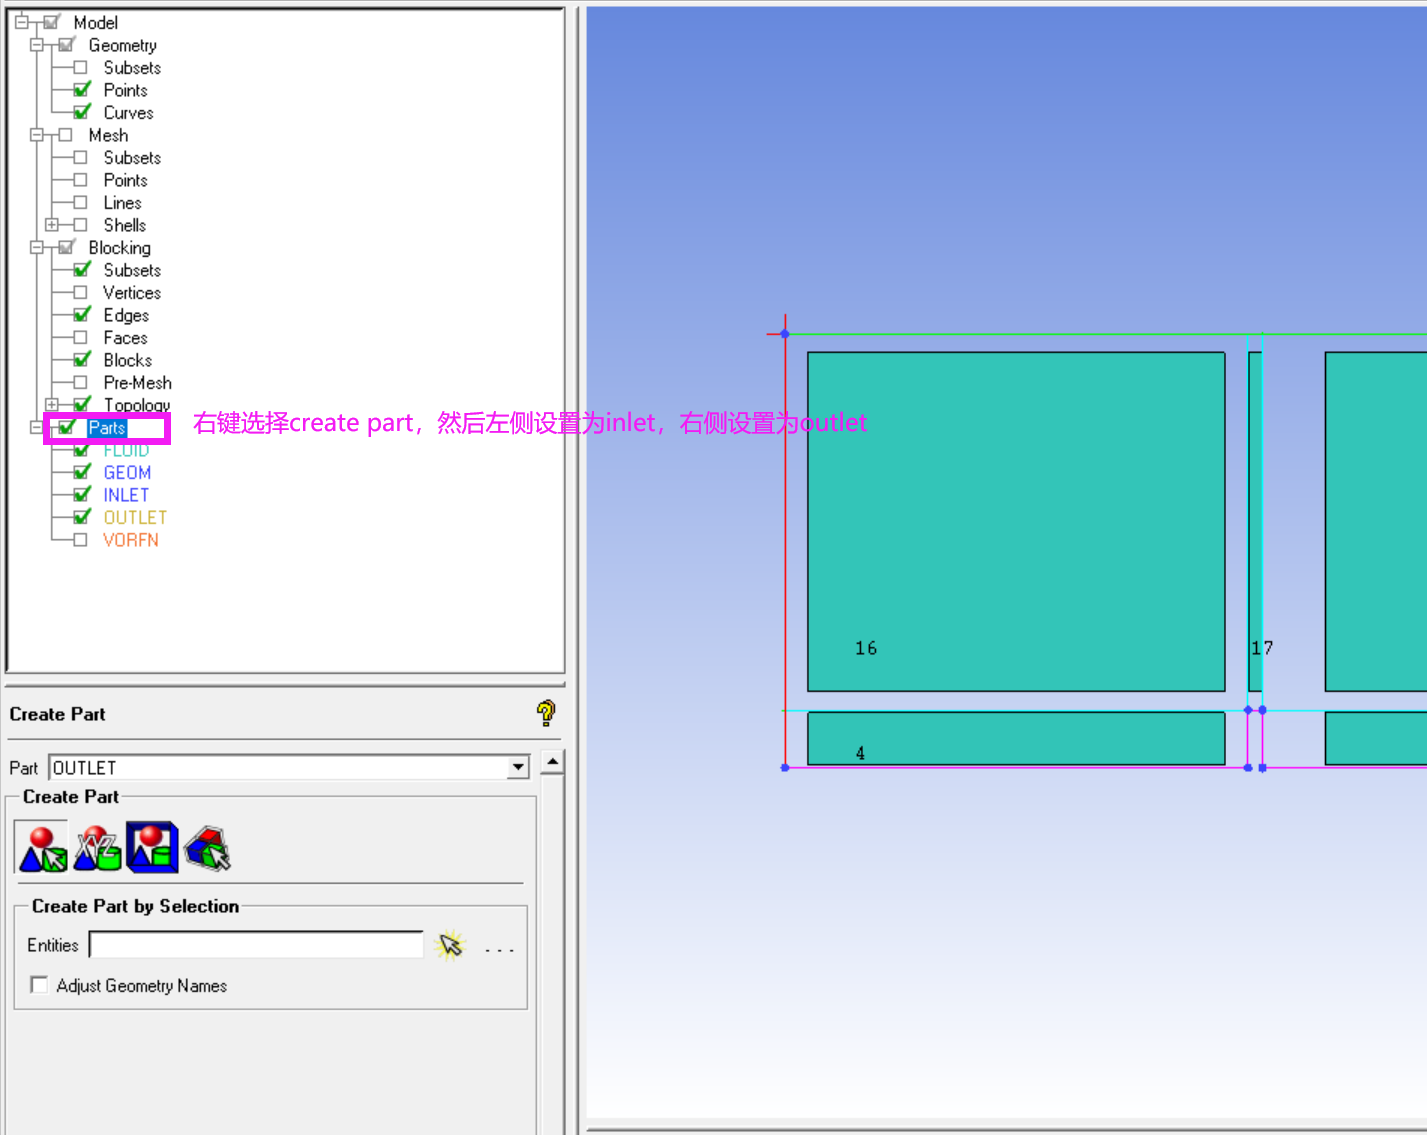 Model
Geometry
Subsets
Points
Curves
Mesh
Subsets
Points
Lines
Shells
Blocking
Subsets
Vertices
Edges
Faces
Blocks
Pre-Mesh
Topology
Parts
右键选择create part，然后左侧设置为inlet，右侧设置为outlet
FLUID
GEOM
INLET
OUTLET
VORFN
16
17
4
Create Part
Part OUTLET
Create Part
XYZ
Create Part by Selection
Entities
...
Adjust Geometry Names